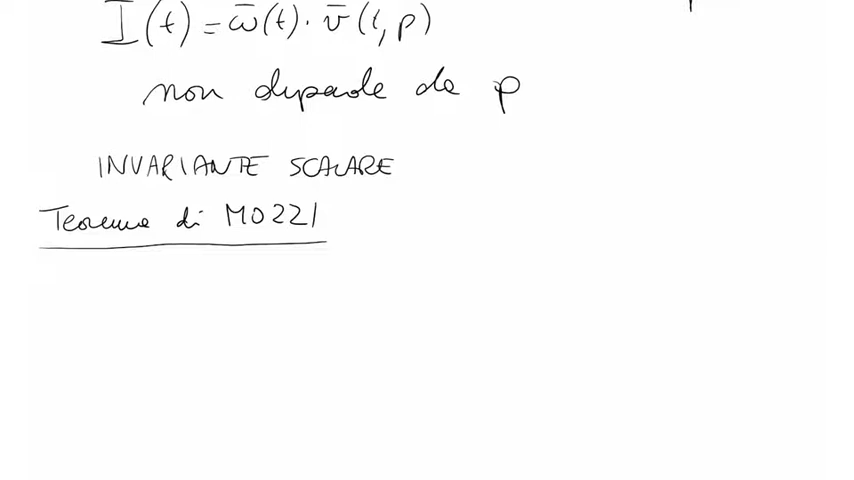 I(t) = ω̄(t) · v̄(t, p)
non dipende da p
INVARIANTE SCALARE
Teorema di MOZZI